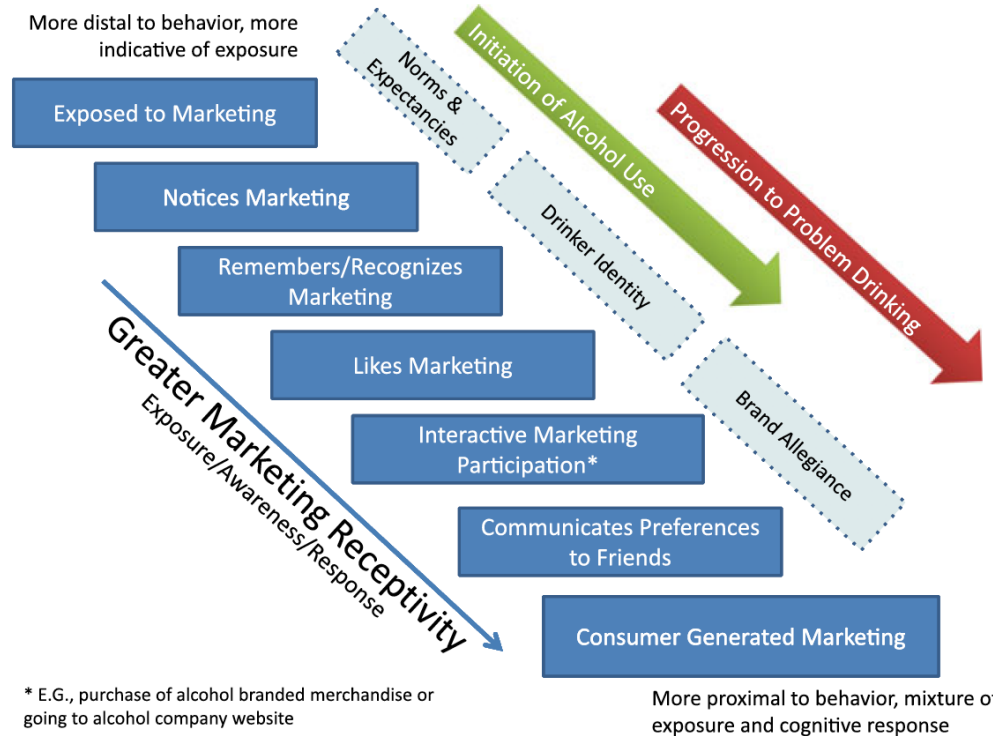 More distal to behavior, more
indicative of exposure
Exposed to Marketing
Notices Marketing
Remembers/Recognizes
Marketing
Likes Marketing
Interactive Marketing
Participation*
Communicates Preferences
to Friends
Consumer Generated Marketing
Norms &
Expectancies
Drinker Identity
Brand Allegiance
Initiation of Alcohol
Use
Progression to Problem Drinking
Greater Marketing Receptivity
Exposure/Awareness/Response
* E.G., purchase of alcohol branded merchandise or
going to alcohol company website
More proximal to behavior, mixture o
exposure and cognitive response